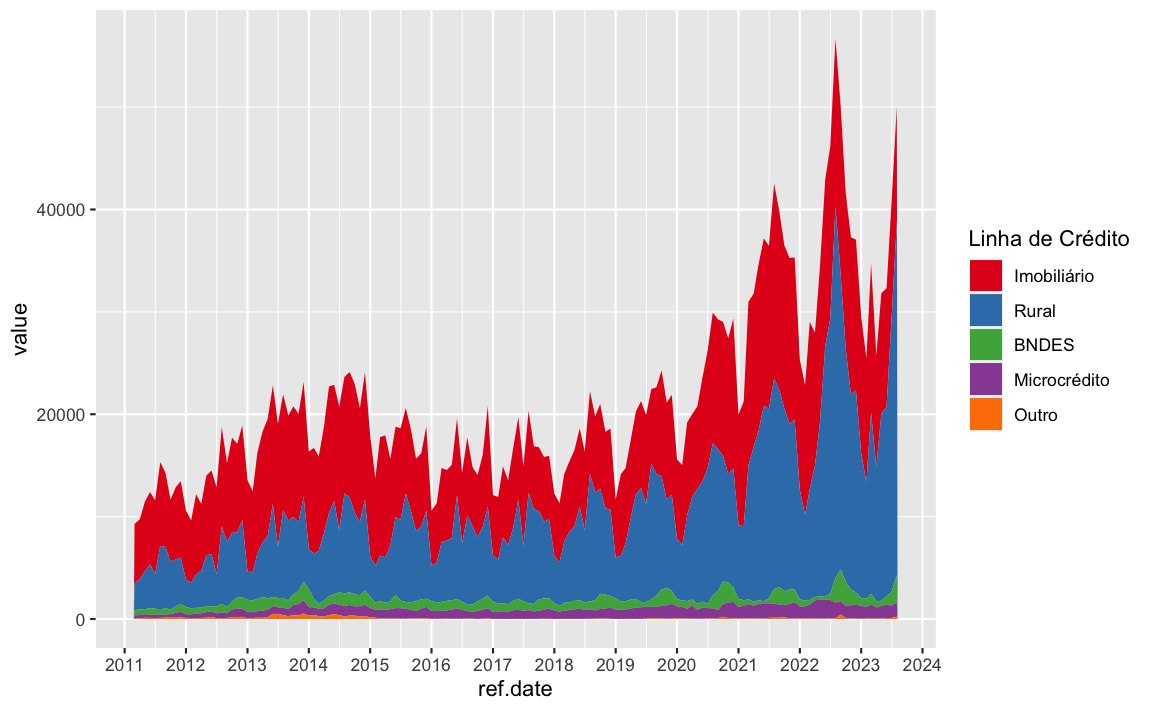 40000
20000
0
value
2011 2012 2013 2014 2015 2016 2017 2018 2019 2020 2021 2022 2023 2024
ref.date
Linha de Crédito
Imobiliário
Rural
BNDES
Microcrédito
Outro